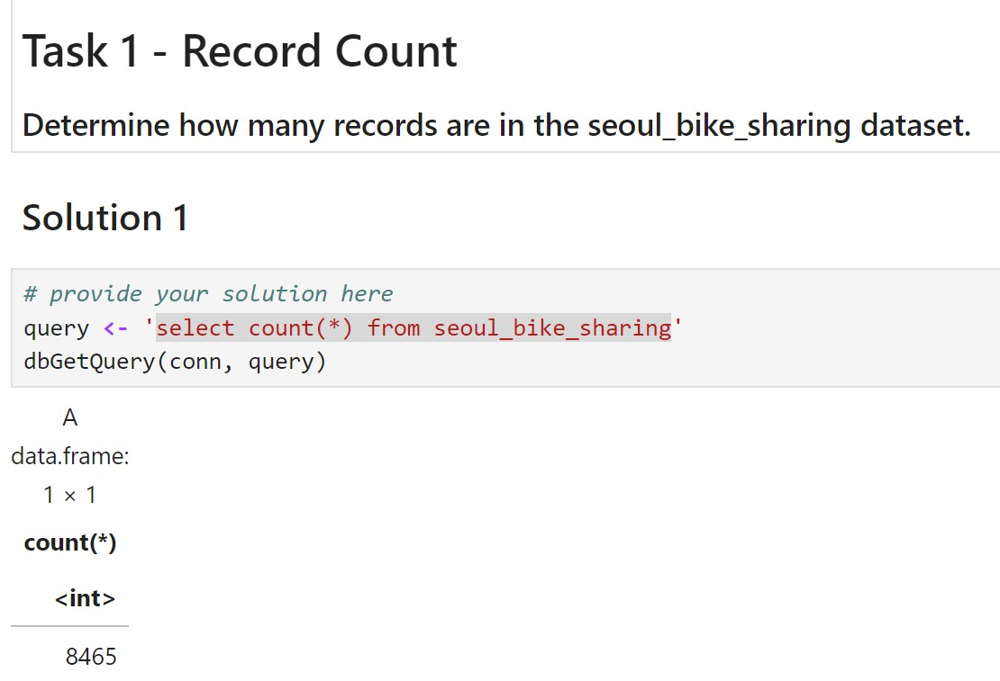 Task 1 - Record Count
Determine how many records are in the seoul_bike_sharing dataset.
Solution 1
# provide your solution here
query <- 'select count(*) from seoul_bike_sharing'
dbGetQuery(conn, query)
A
data.frame:
1 × 1
count(*)
<int>
8465